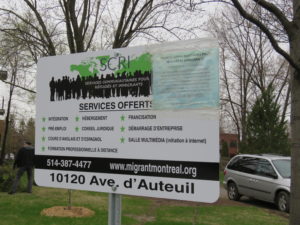 SCRI
SERVICES COMMUNAUTAIRES POUR
RÉFUGIÉS ET IMMIGRANTS
SERVICES OFFERTS
INTÉGRATION
HÉBERGEMENT
FRANCISATION
PRÉ EMPLOI
CONSEIL JURIDIQUE
DÉMARRAGE D'ENTREPRISE
COURS D'ANGLAIS ET D'ESPAGNOL
SALLE MULTIMÉDIA (initiation à internet)
FORMATION PROFESSIONNELLE À DISTANCE
514-387-4477
www.migrantmontreal.org
10120 Ave. d'Auteuil